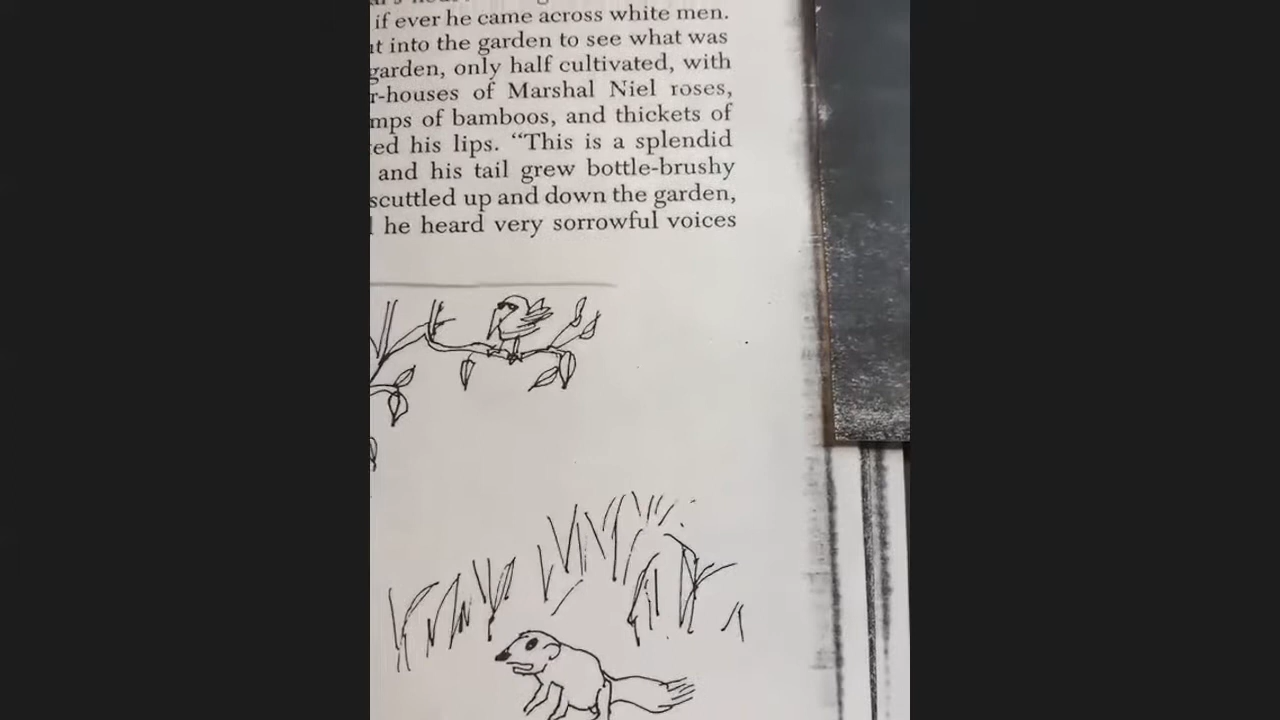 if ever he came across white men.
into the garden to see what was
garden, only half cultivated, with
r-houses of Marshal Niel roses,
mps of bamboos, and thickets of
ed his lips. “This is a splendid
and his tail grew bottle-brushy
scuttled up and down the garden,
he heard very sorrowful voices